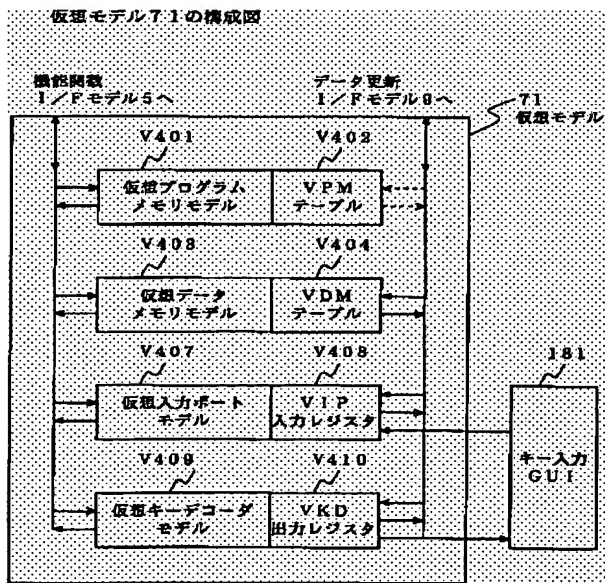 仮想モデル71の構成図
機能関数
I/Fモデル5へ
データ更新
I/Fモデル9へ
71
仮想モデル
V401
V402
仮想プログラム
メモリモデル
VPM
テーブル
V403
V404
仮想データ
メモリモデル
VDM
テーブル
V407
V408
181
仮想入力ポート
モデル
VIP
入力レジスタ
キー入力
GUI
V409
V410
仮想キーデコーダ
モデル
VKD
出力レジスタ